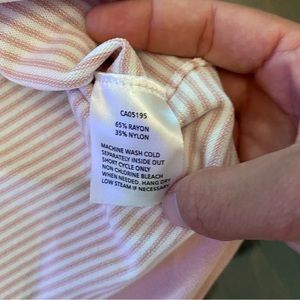 CA05195
65% RAYON
35% NYLON
MACHINE WASH COLD
SEPARATELY INSIDE OUT
SHORT CYCLE ONLY
NON CHLORINE BLEACH
WHEN NEEDED. HANG DRY
LOW STEAM IF NECESSARY